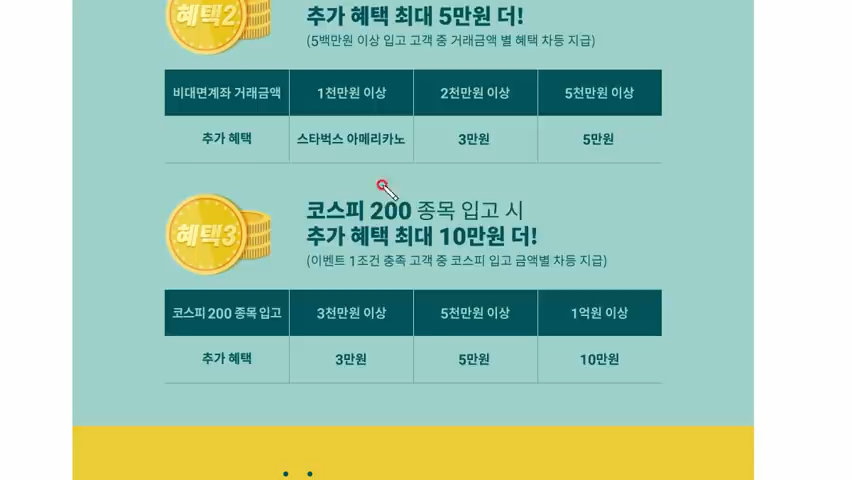 혜택2
추가 혜택 최대 5만원 더!
(5백만원 이상 입고 고객 중 거래금액 별 혜택 차등 지급)
비대면계좌 거래금액 1천만원 이상 2천만원 이상 5천만원 이상
추가 혜택 스타벅스 아메리카노 3만원 5만원
혜택3
코스피 200 종목 입고 시
추가 혜택 최대 10만원 더!
(이벤트 1조건 충족 고객 중 코스피 입고 금액별 차등 지급)
코스피 200 종목 입고 3천만원 이상 5천만원 이상 1억원 이상
추가 혜택 3만원 5만원 10만원